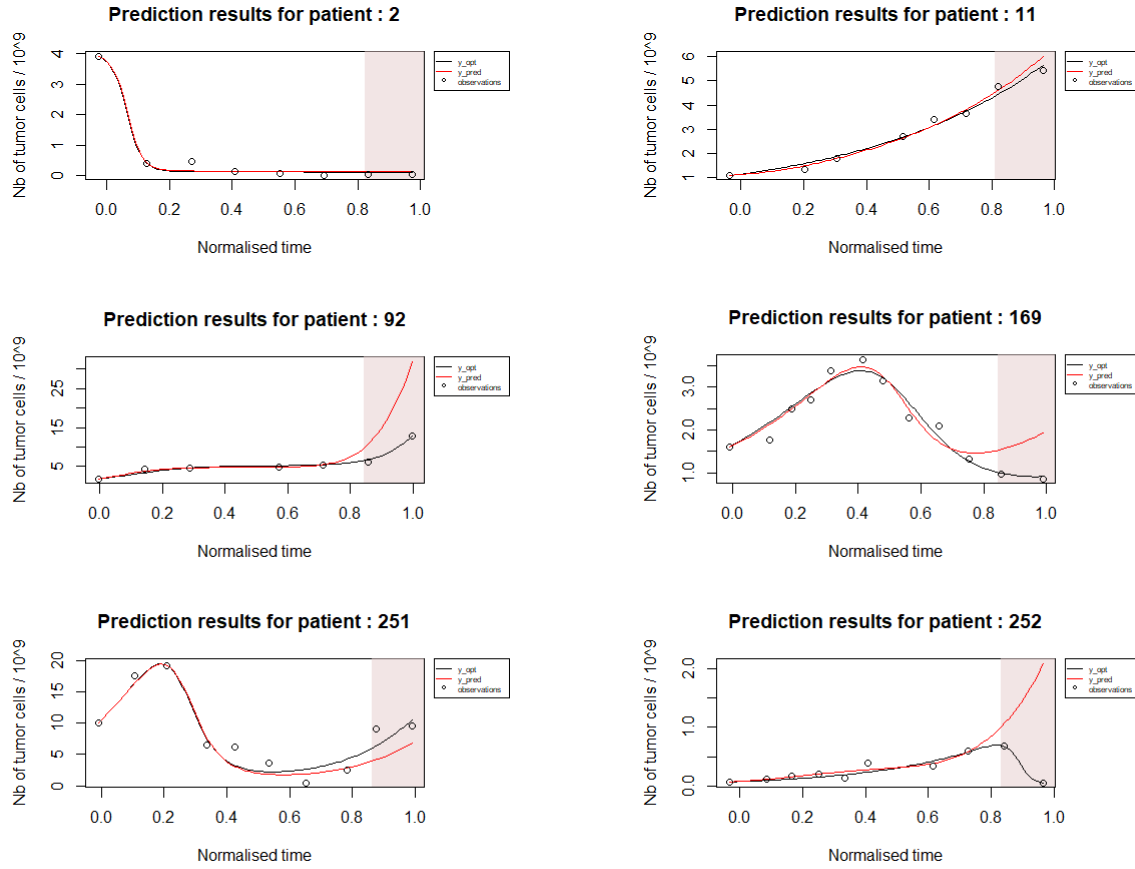 Prediction results for patient : 2
Nb of tumor cells / 10^9
4
3
2
1
0
0.0 0.2 0.4 0.6 0.8 1.0
Normalised time
y_opt
y_pred
observations
Prediction results for patient : 11
Nb of tumor cells / 10^9
6
5
4
3
2
1
0.0 0.2 0.4 0.6 0.8 1.0
Normalised time
y_opt
y_pred
observations
Prediction results for patient : 92
Nb of tumor cells / 10^9
25
15
5
0.0 0.2 0.4 0.6 0.8 1.0
Normalised time
y_opt
y_pred
observations
Prediction results for patient : 169
Nb of tumor cells / 10^9
3.0
2.0
1.0
0.0 0.2 0.4 0.6 0.8 1.0
Normalised time
y_opt
y_pred
observations
Prediction results for patient : 251
Nb of tumor cells / 10^9
20
15
10
5
0
0.0 0.2 0.4 0.6 0.8 1.0
Normalised time
y_opt
y_pred
observations
Prediction results for patient : 252
Nb of tumor cells / 10^9
2.0
1.0
0.0
0.0 0.2 0.4 0.6 0.8 1.0
Normalised time
y_opt
y_pred
observations